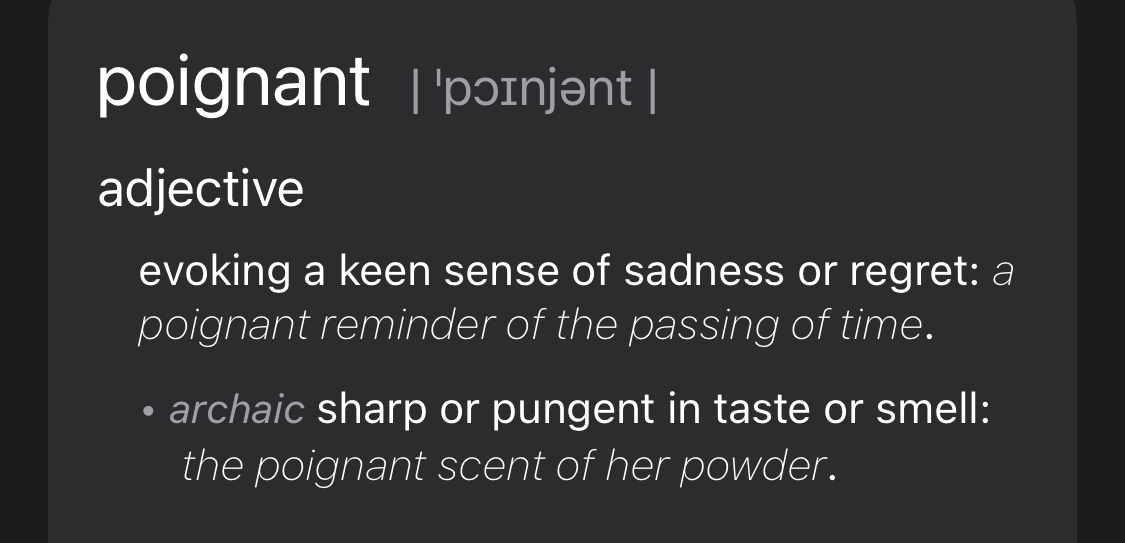 poignant | ˈpɔɪnjənt |
adjective
evoking a keen sense of sadness or regret: a
poignant reminder of the passing of time.
• archaic sharp or pungent in taste or smell:
the poignant scent of her powder.